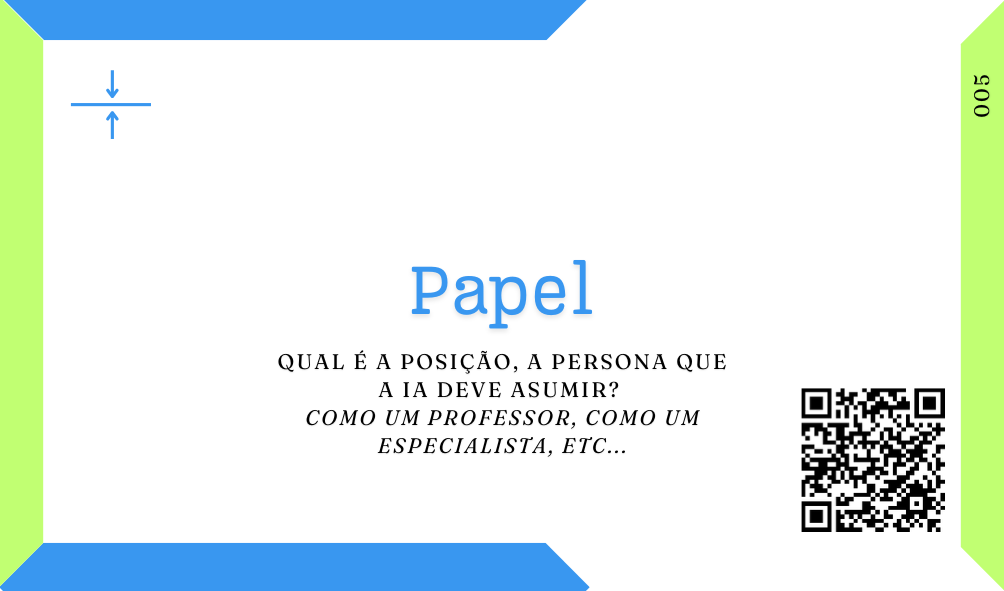 005
Papel
QUAL É A POSIÇÃO, A PERSONA QUE
A IA DEVE ASUMIR?
COMO UM PROFESSOR, COMO UM
ESPECIALISTA, ETC...